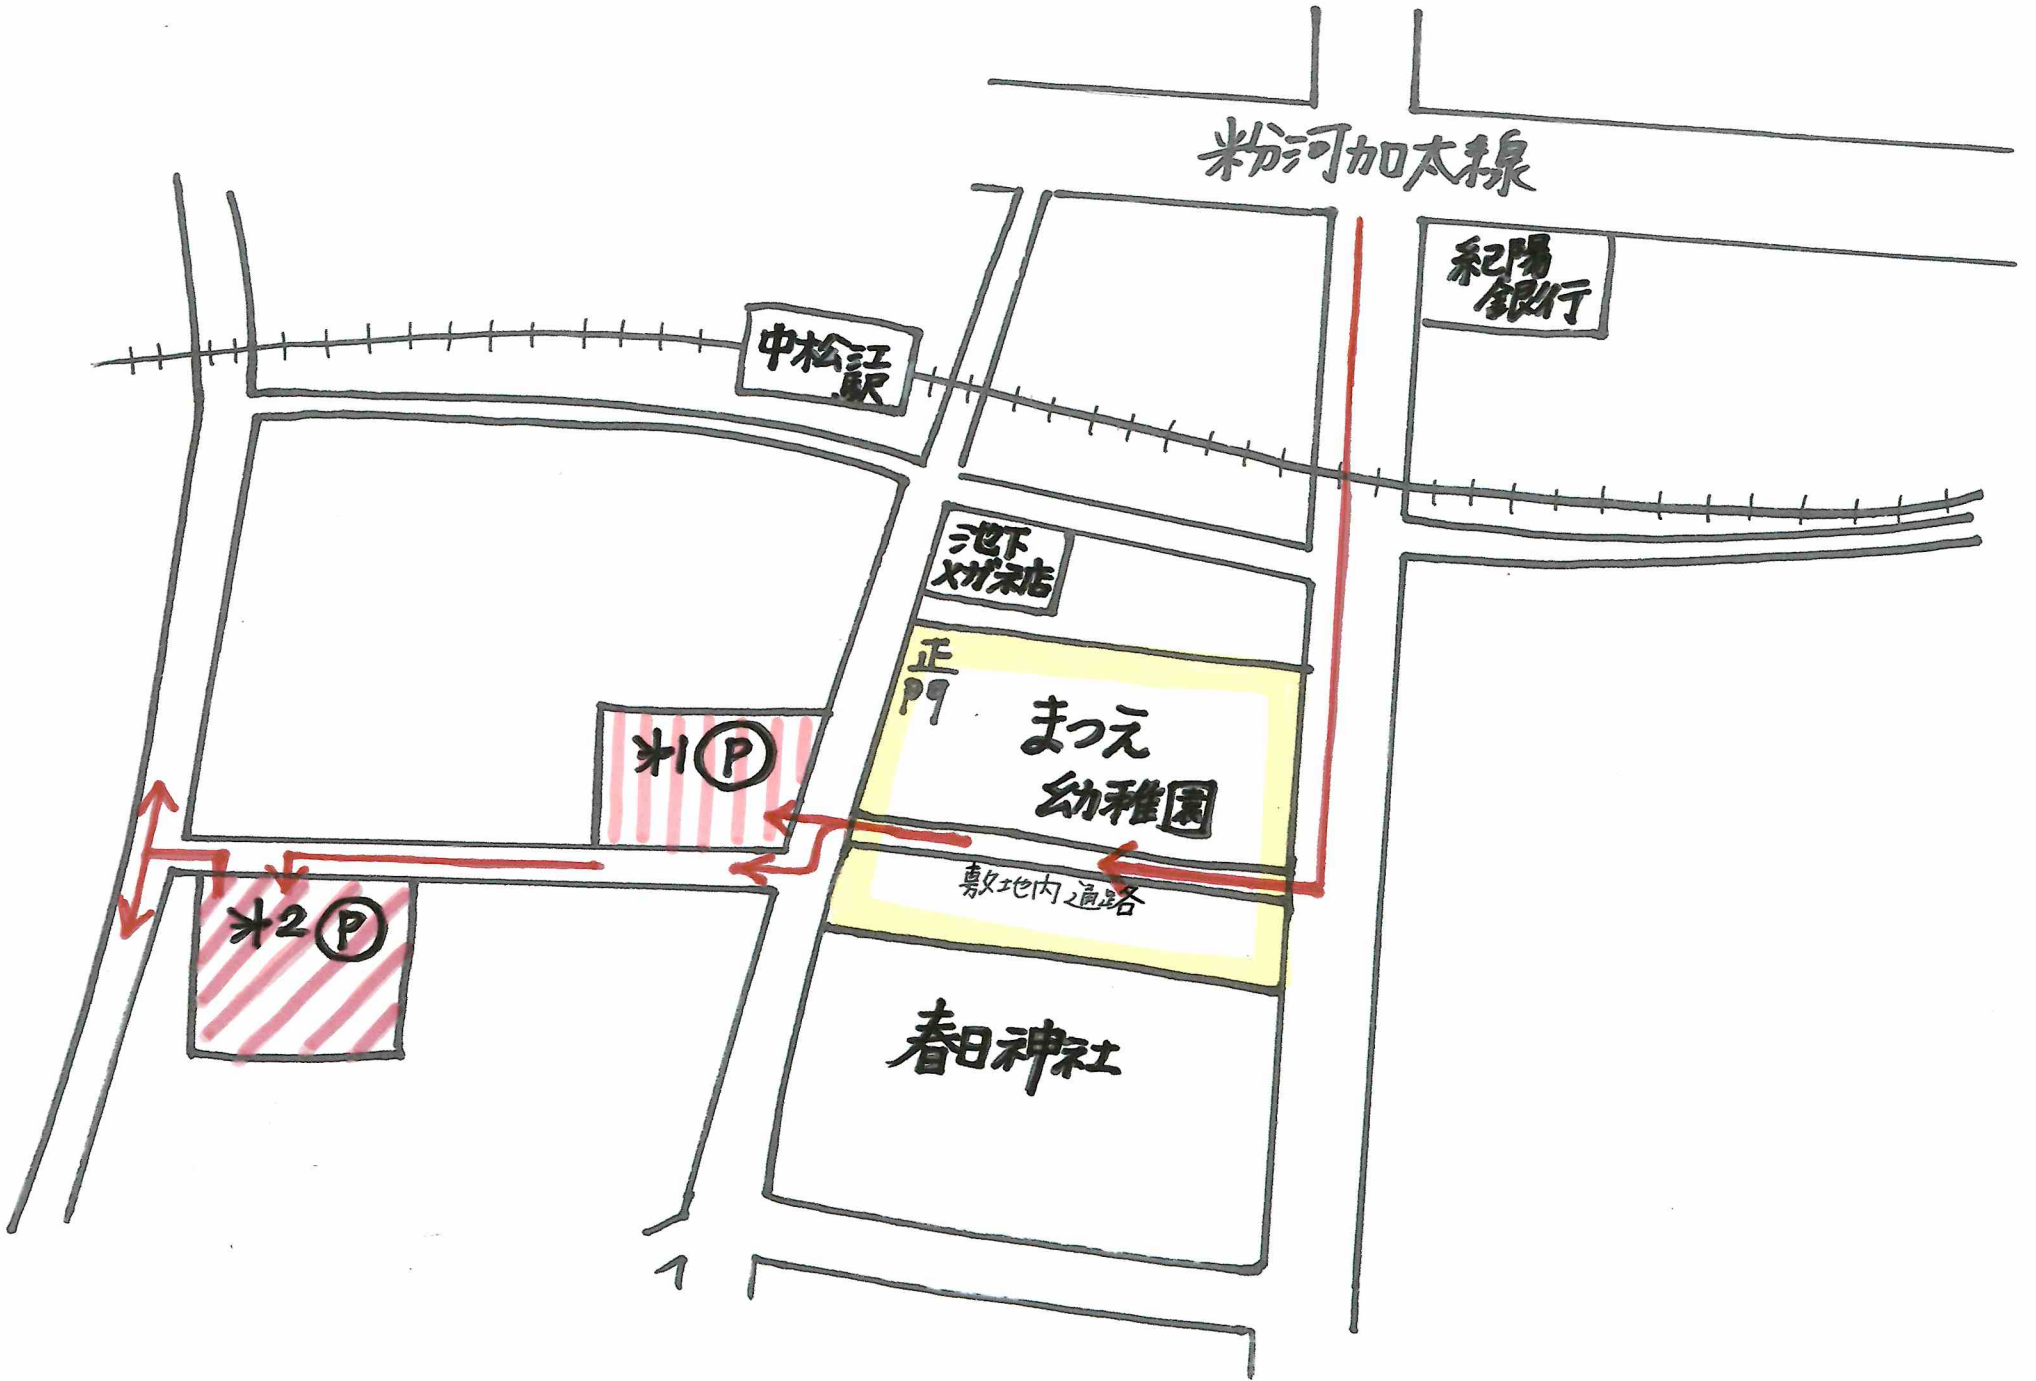 粉河加太線
紀陽
銀行
中松江
駅
池下
メガネ店
正
門
まつえ
幼稚園
※1 P
敷地内通路
※2 P
春日神社